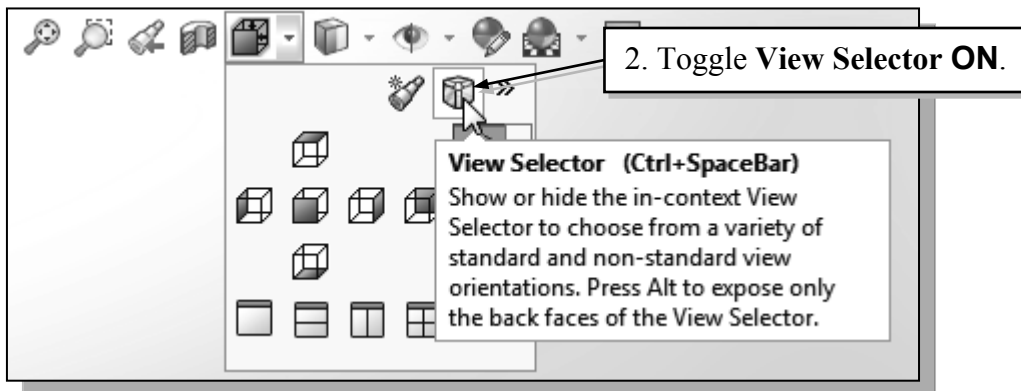 2. Toggle View Selector ON.
View Selector (Ctrl+SpaceBar)
Show or hide the in-context View
Selector to choose from a variety of
standard and non-standard view
orientations. Press Alt to expose only
the back faces of the View Selector.